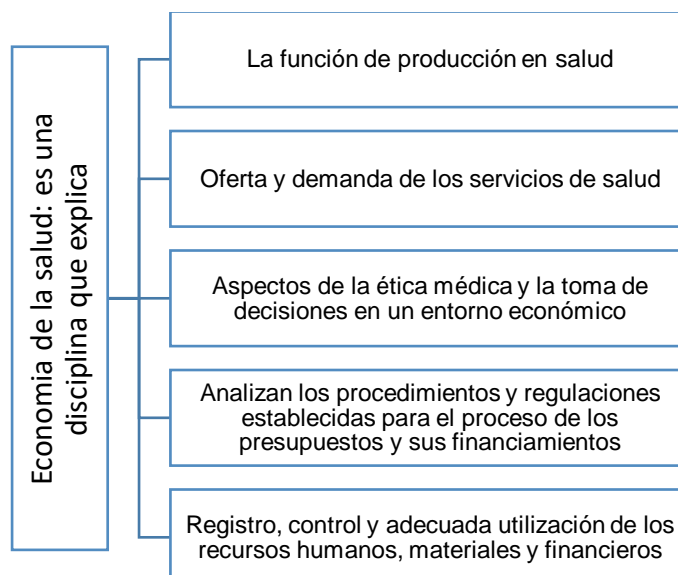 Economia de la salud: es una
disciplina que explica
La función de producción en salud
Oferta y demanda de los servicios de salud
Aspectos de la ética médica y la toma de
decisiones en un entorno económico
Analizan los procedimientos y regulaciones
establecidas para el proceso de los
presupuestos y sus financiamientos
Registro, control y adecuada utilización de los
recursos humanos, materiales y financieros